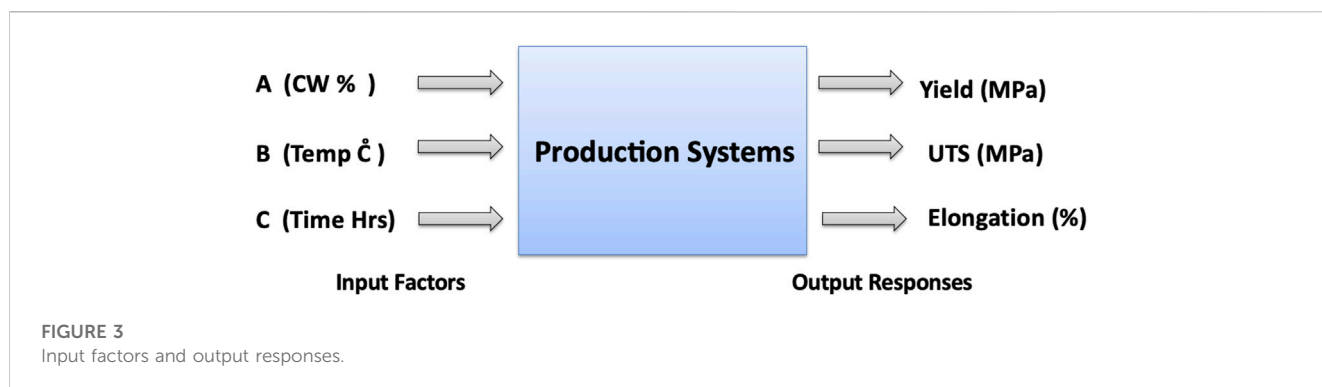 A (CW % )
Yield (MPa)
B (Temp C̊ )
Production Systems
UTS (MPa)
C (Time Hrs)
Elongation (%)
Input Factors
Output Responses
FIGURE 3
Input factors and output responses.